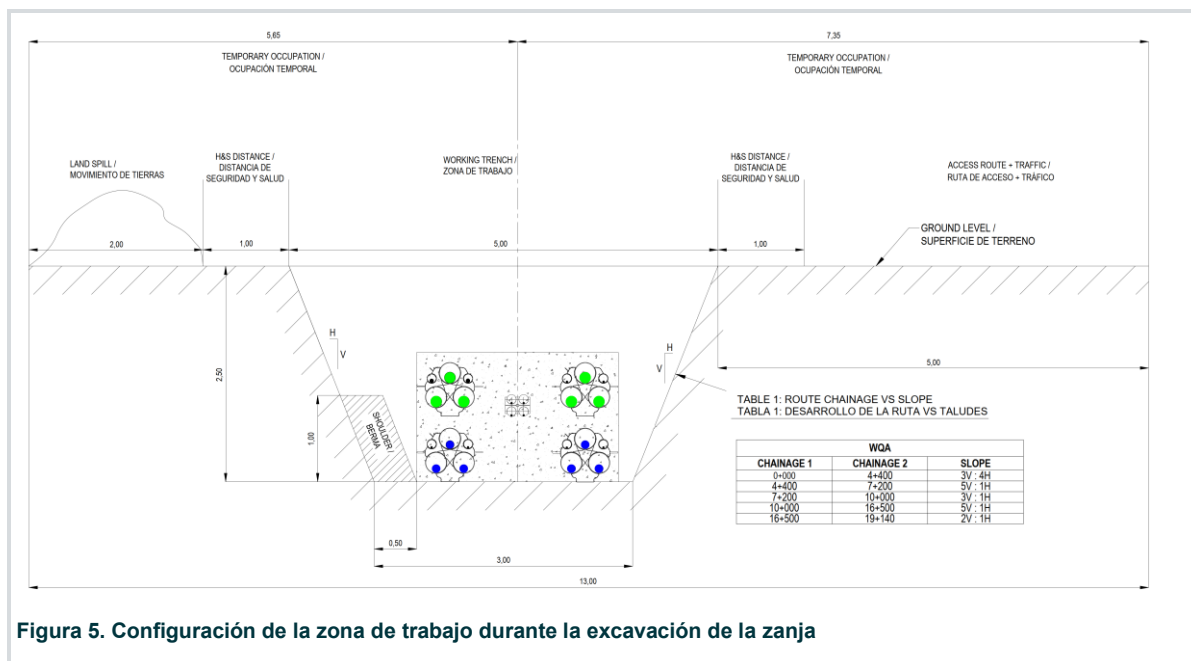 5,65
7,35
TEMPORARY OCCUPATION /
OCUPACIÓN TEMPORAL
TEMPORARY OCCUPATION /
OCUPACIÓN TEMPORAL
LAND SPILL /
MOVIMIENTO DE TIERRAS
H&S DISTANCE /
DISTANCIA DE
SEGURIDAD Y SALUD
WORKING TRENCH /
ZONA DE TRABAJO
H&S DISTANCE /
DISTANCIA DE
SEGURIDAD Y SALUD
ACCESS ROUTE + TRAFFIC /
RUTA DE ACCESO + TRÁFICO
GROUND LEVEL /
SUPERFICIE DE TERRENO
2,00
1,00
5,00
1,00
H
V
H
V
2,50
5,00
1,00
SHOULDER /
BERMA
TABLE 1: ROUTE CHAINAGE VS SLOPE
TABLA 1: DESARROLLO DE LA RUTA VS TALUDES
WQA
CHAINAGE 1 CHAINAGE 2 SLOPE
0+000 4+400 3V : 4H
4+400 7+200 5V : 1H
7+200 10+000 3V : 1H
10+000 16+500 5V : 1H
16+500 19+140 2V : 1H
0,50
3,00
13,00
Figura 5. Configuración de la zona de trabajo durante la excavación de la zanja